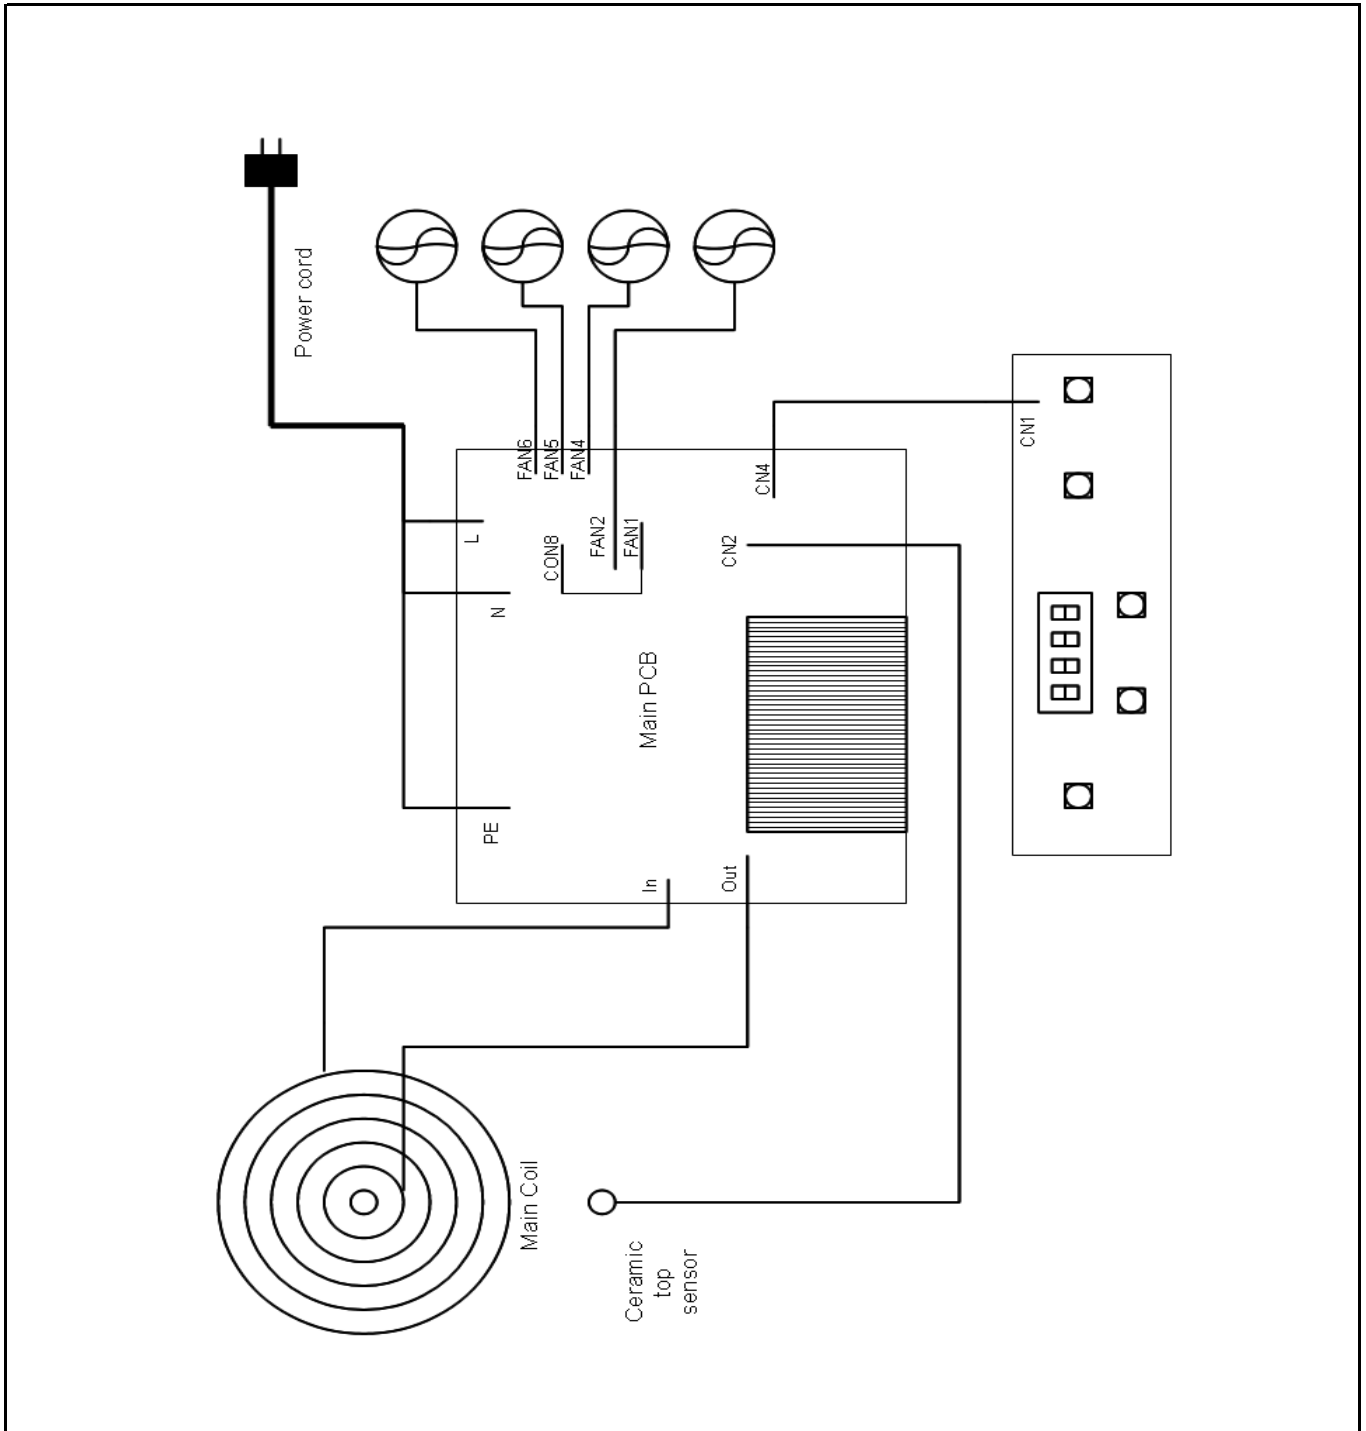 Power cord
FAN6
FAN5
FAN4
CN4
CN1
L
N
CON8
FAN2
FAN1
CN2
Main PCB
PE
In
Out
Main Coil
Ceramic
top
sensor